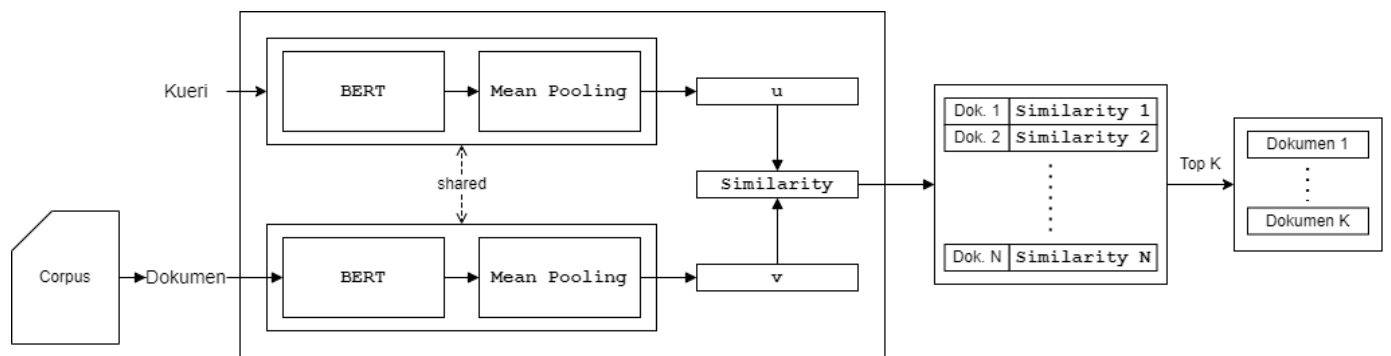 Kueri
BERT
Mean Pooling
u
shared
Similarity
Corpus
Dokumen
BERT
Mean Pooling
v
Dok. 1 Similarity 1
Dok. 2 Similarity 2
Dok. N Similarity N
Top K
Dokumen 1
Dokumen K